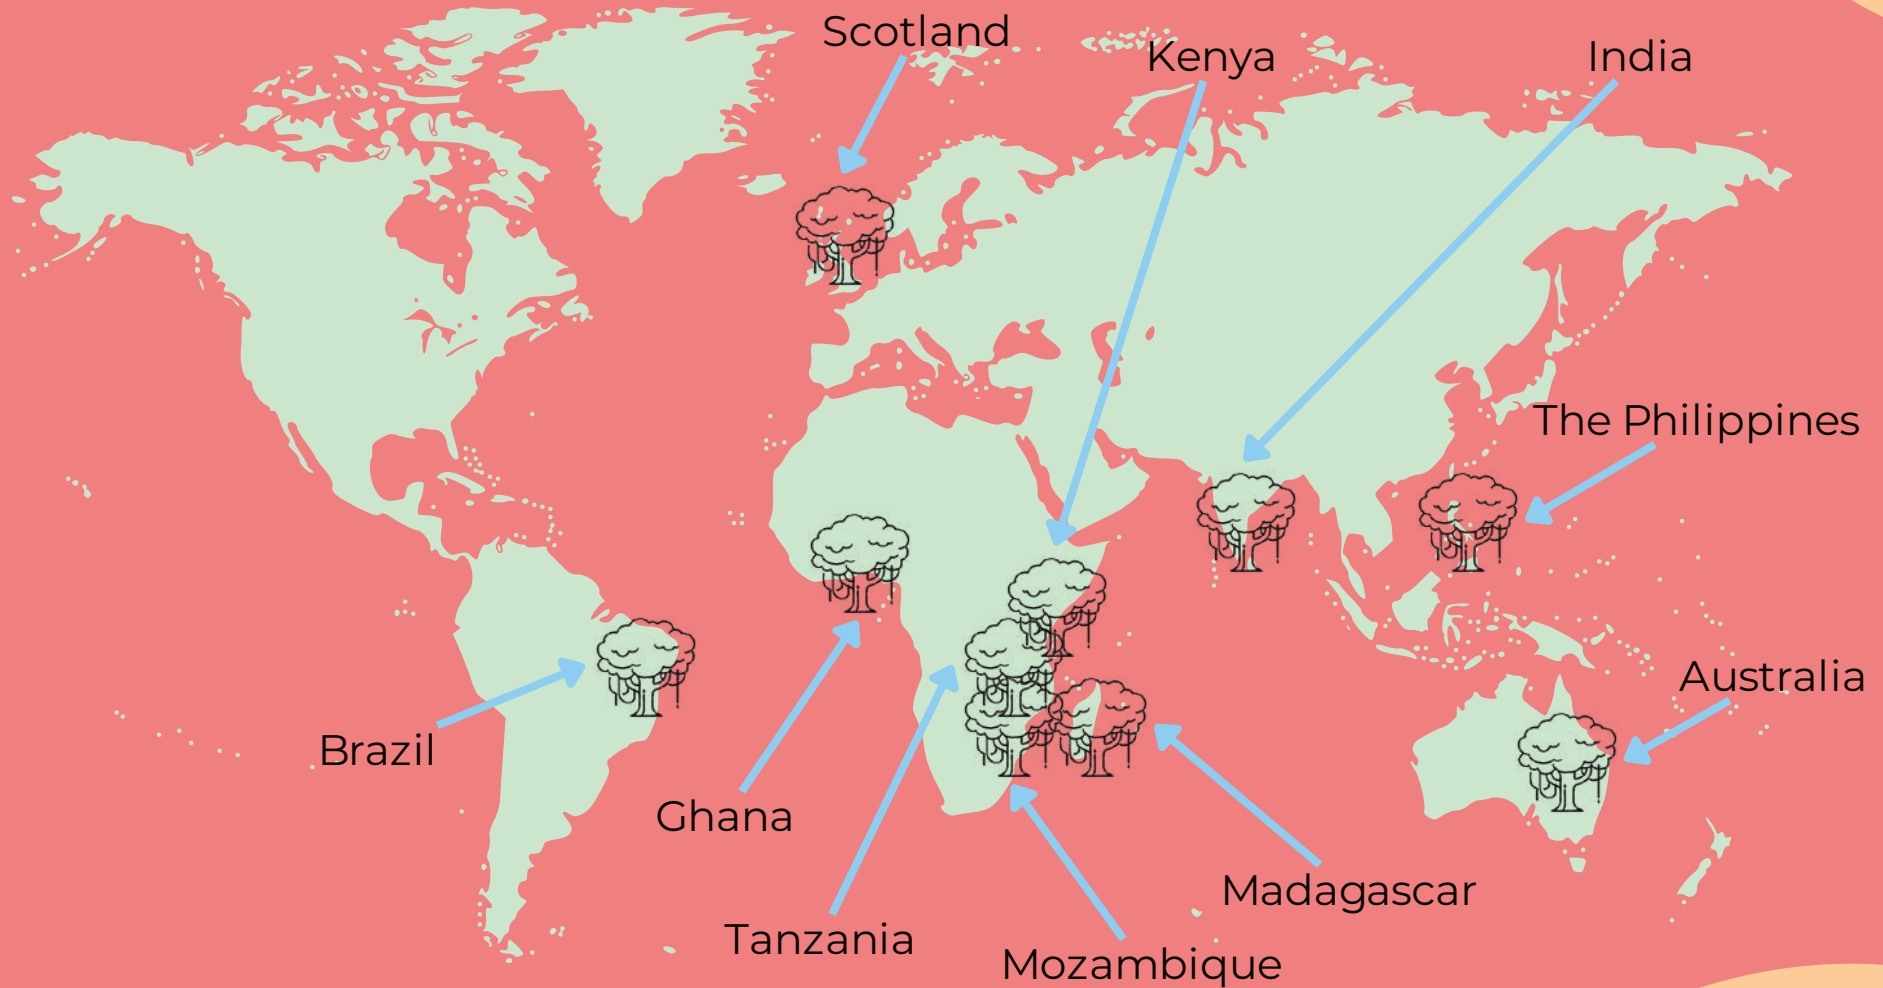 Scotland
Kenya
India
The Philippines
Australia
Brazil
Ghana
Madagascar
Tanzania
Mozambique